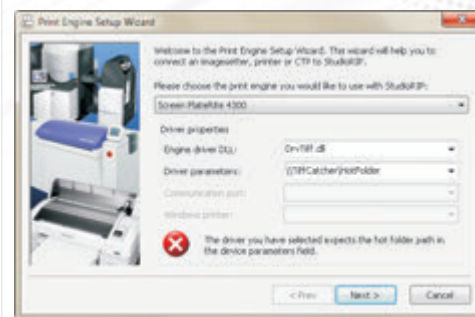 Print Engine Setup Wizard
Welcome to the Print Engine Setup Wizard. The wizard will help you to
connect an imagesetter, printer or CTP to StudioRIP.
Please choose the print engine you would like to use with StudioRIP:
Screen PlateRite 4300
Driver properties
Engine driver DLL: DrvTiff.dll
Driver parameters: \\TiffCatcher\HotFolder
Communication port:
Windows printer:
The driver you have selected expects the hot folder path in
the device parameters field.
< Prev Next > Cancel